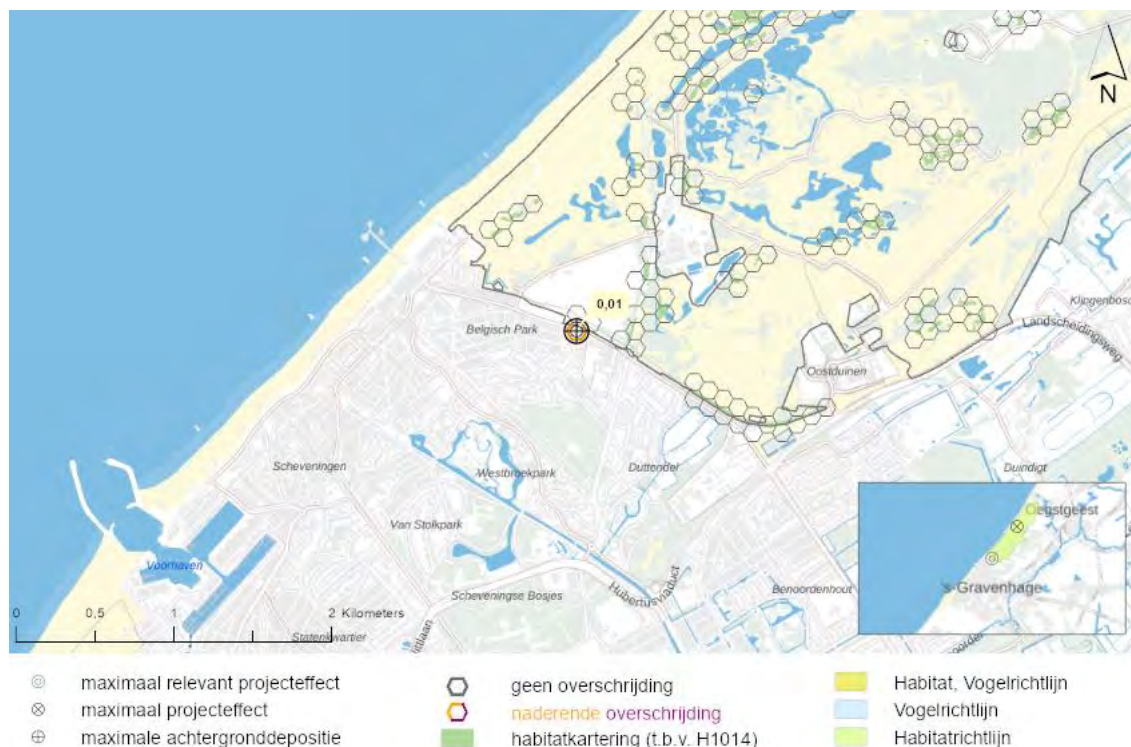 N
0,01
Belgisch Park
Klingenbosc
Landscheidingsweg
Oostduinen
Scheveningen
Westbroekpark
Duttendel
Duindigt
Van Stolkpark
Oegstgeest
Voorhaven
's-Gravenhage
Hubertusviaduct
Benoordenhout
Scheveningse Bosjes
0 0,5 1 2 Kilometers
Statenkwartier
maximaal relevant projecteffect
geen overschrijding
Habitat, Vogelrichtlijn
maximaal projecteffect
naderende overschrijding
Vogelrichtlijn
maximale achtergronddepositie
habitatkartering (t.b.v. H1014)
Habitatrichtlijn